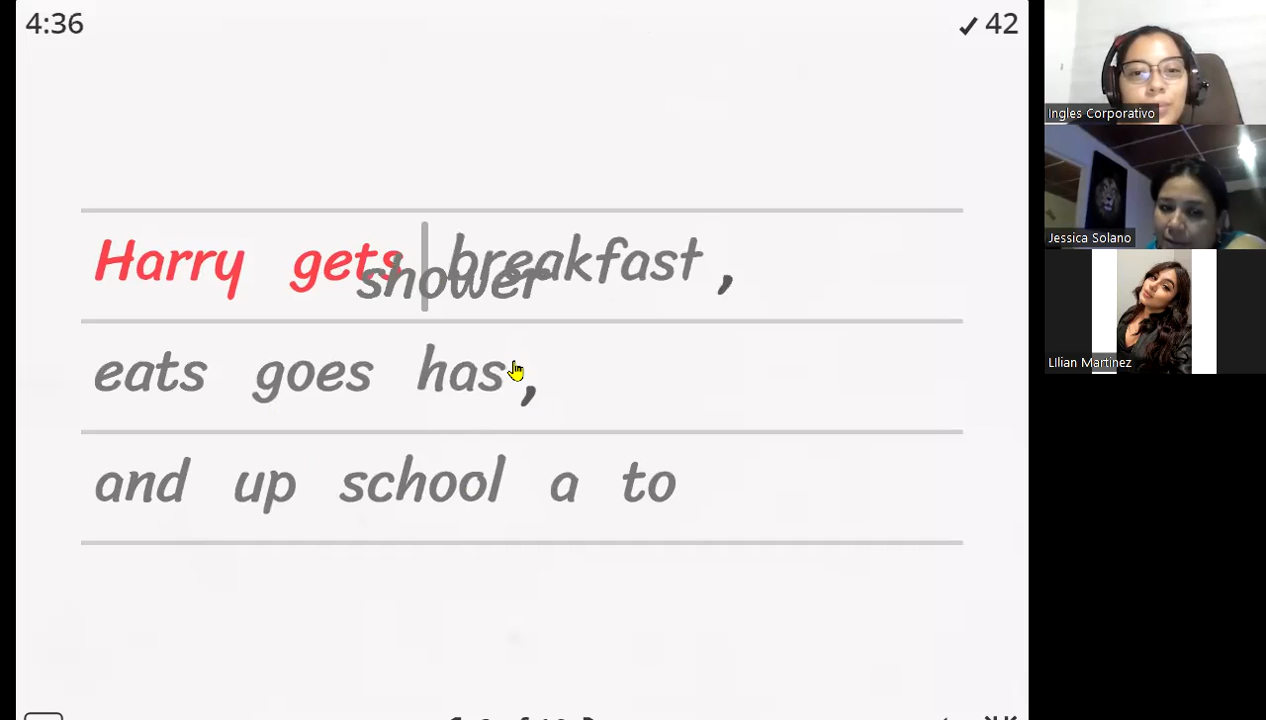 4:36
✓ 42
Harry gets shower breakfast ,
eats goes has ,
and up school a to
Ingles Corporativo
Jessica Solano
LIlian Martinez